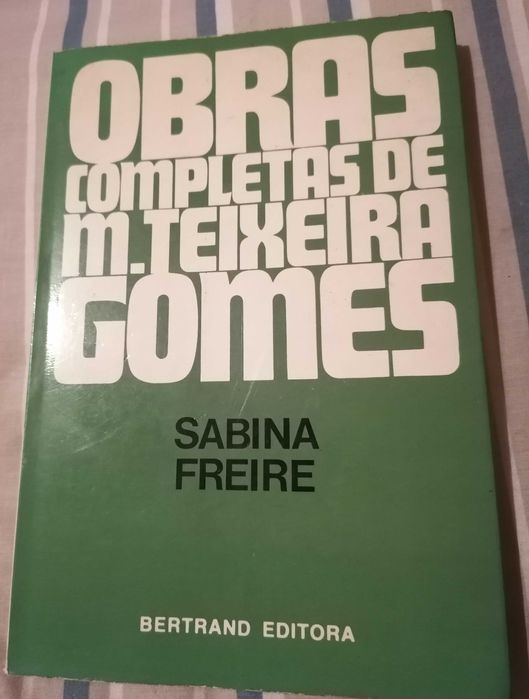 OBRAS
COMPLETAS DE
M. TEIXEIRA
GOMES
SABINA
FREIRE
BERTRAND EDITORA